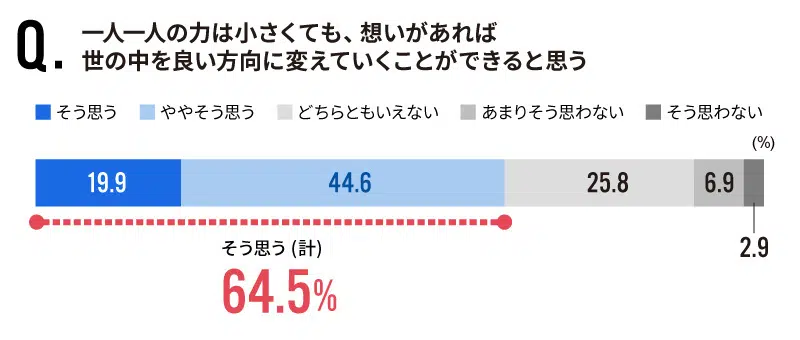 Q. 一人一人の力は小さくても、想いがあれば
世の中を良い方向に変えていくことができると思う
そう思う ややそう思う どちらともいえない あまりそう思わない そう思わない
(%)
19.9 44.6 25.8 6.9
2.9
そう思う (計)
64.5%